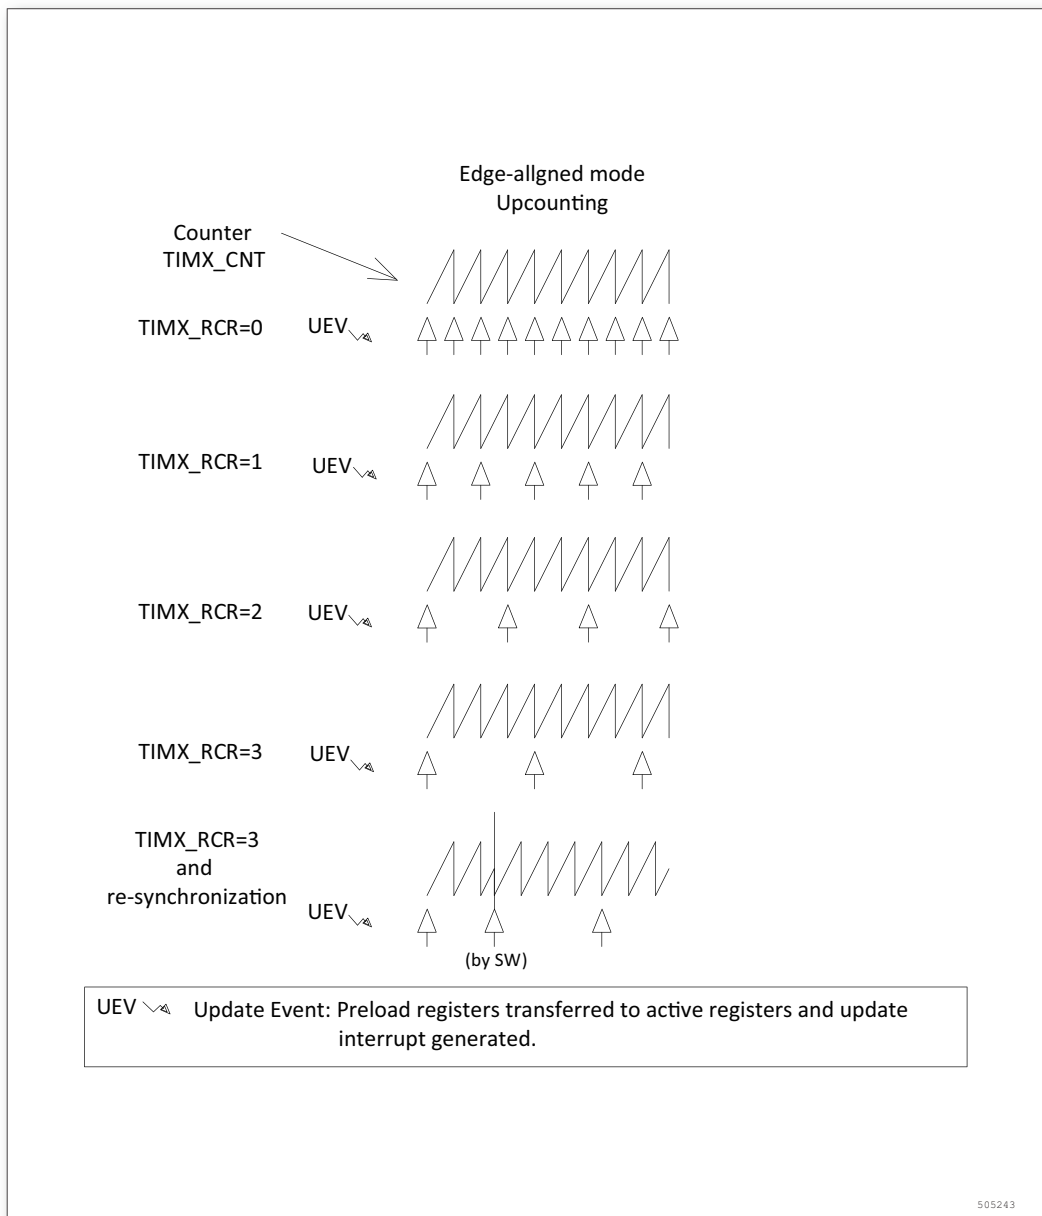 Edge-allgned mode
Upcounting
Counter
TIMX_CNT
TIMX_RCR=0
UEV
TIMX_RCR=1
UEV
TIMX_RCR=2
UEV
TIMX_RCR=3
UEV
TIMX_RCR=3
and
re-synchronization
UEV
(by SW)
UEV Update Event: Preload registers transferred to active registers and update
interrupt generated.
505243